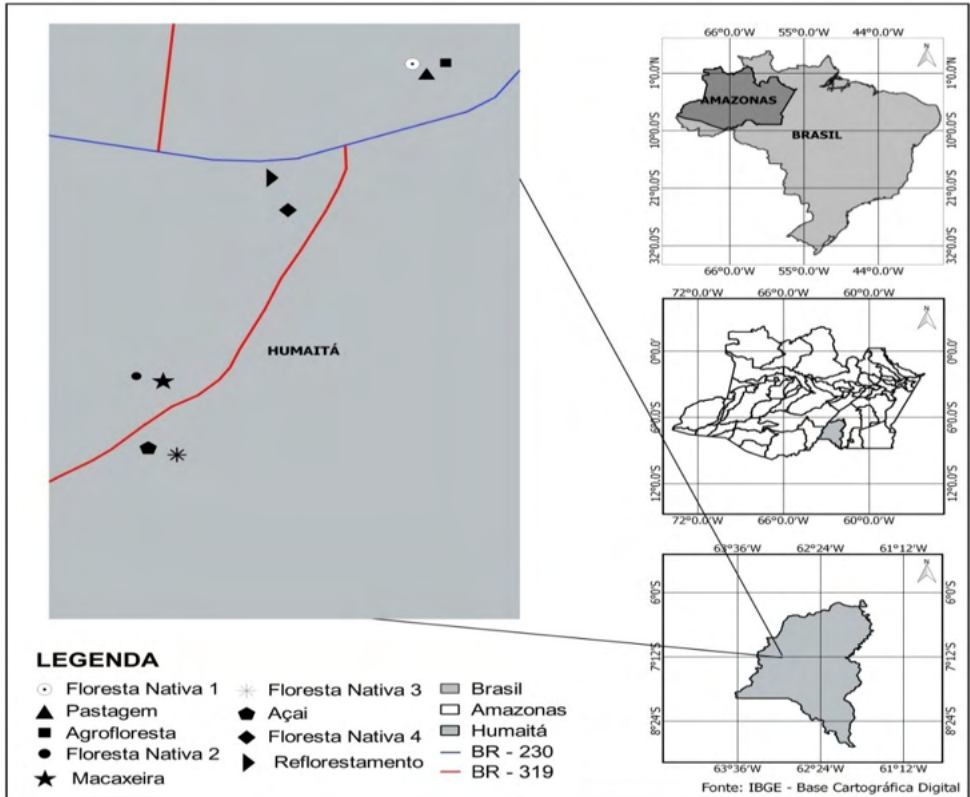 HUMAITÁ
66°0.0'W 55°0.0'W 44°0.0'W
N
1°0.0'N
10°0.0'S
21°0.0'S
32°0.0'S
1°0.0'N
10°0.0'S
21°0.0'S
32°0.0'S
AMAZONAS
BRASIL
66°0.0'W 55°0.0'W 44°0.0'W
72°0.0'W 66°0.0'W 60°0.0'W
N
0°0.0'
6°0.0'S
12°0.0'S
0°0.0'
6°0.0'S
12°0.0'S
72°0.0'W 66°0.0'W 60°0.0'W
63°36'W 62°24'W 61°12'W
N
6°0'S
7°12'S
8°24'S
6°0'S
7°12'S
8°24'S
63°36'W 62°24'W 61°12'W
LEGENDA
Floresta Nativa 1
Pastagem
Agrofloresta
Floresta Nativa 2
Macaxeira
Floresta Nativa 3
Açai
Floresta Nativa 4
Reflorestamento
Brasil
Amazonas
Humaitá
BR - 230
BR - 319
Fonte: IBGE - Base Cartográfica Digital